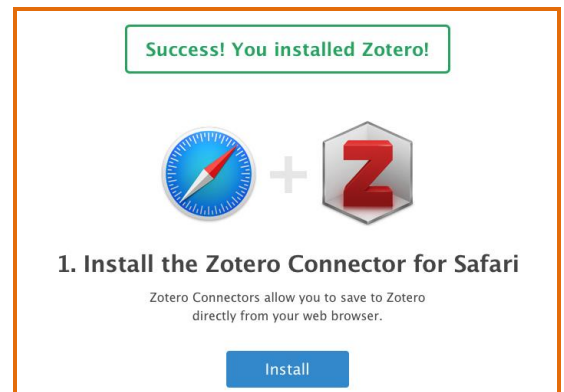 Success! You installed Zotero!
Z
1. Install the Zotero Connector for Safari
Zotero Connectors allow you to save to Zotero
directly from your web browser.
Install